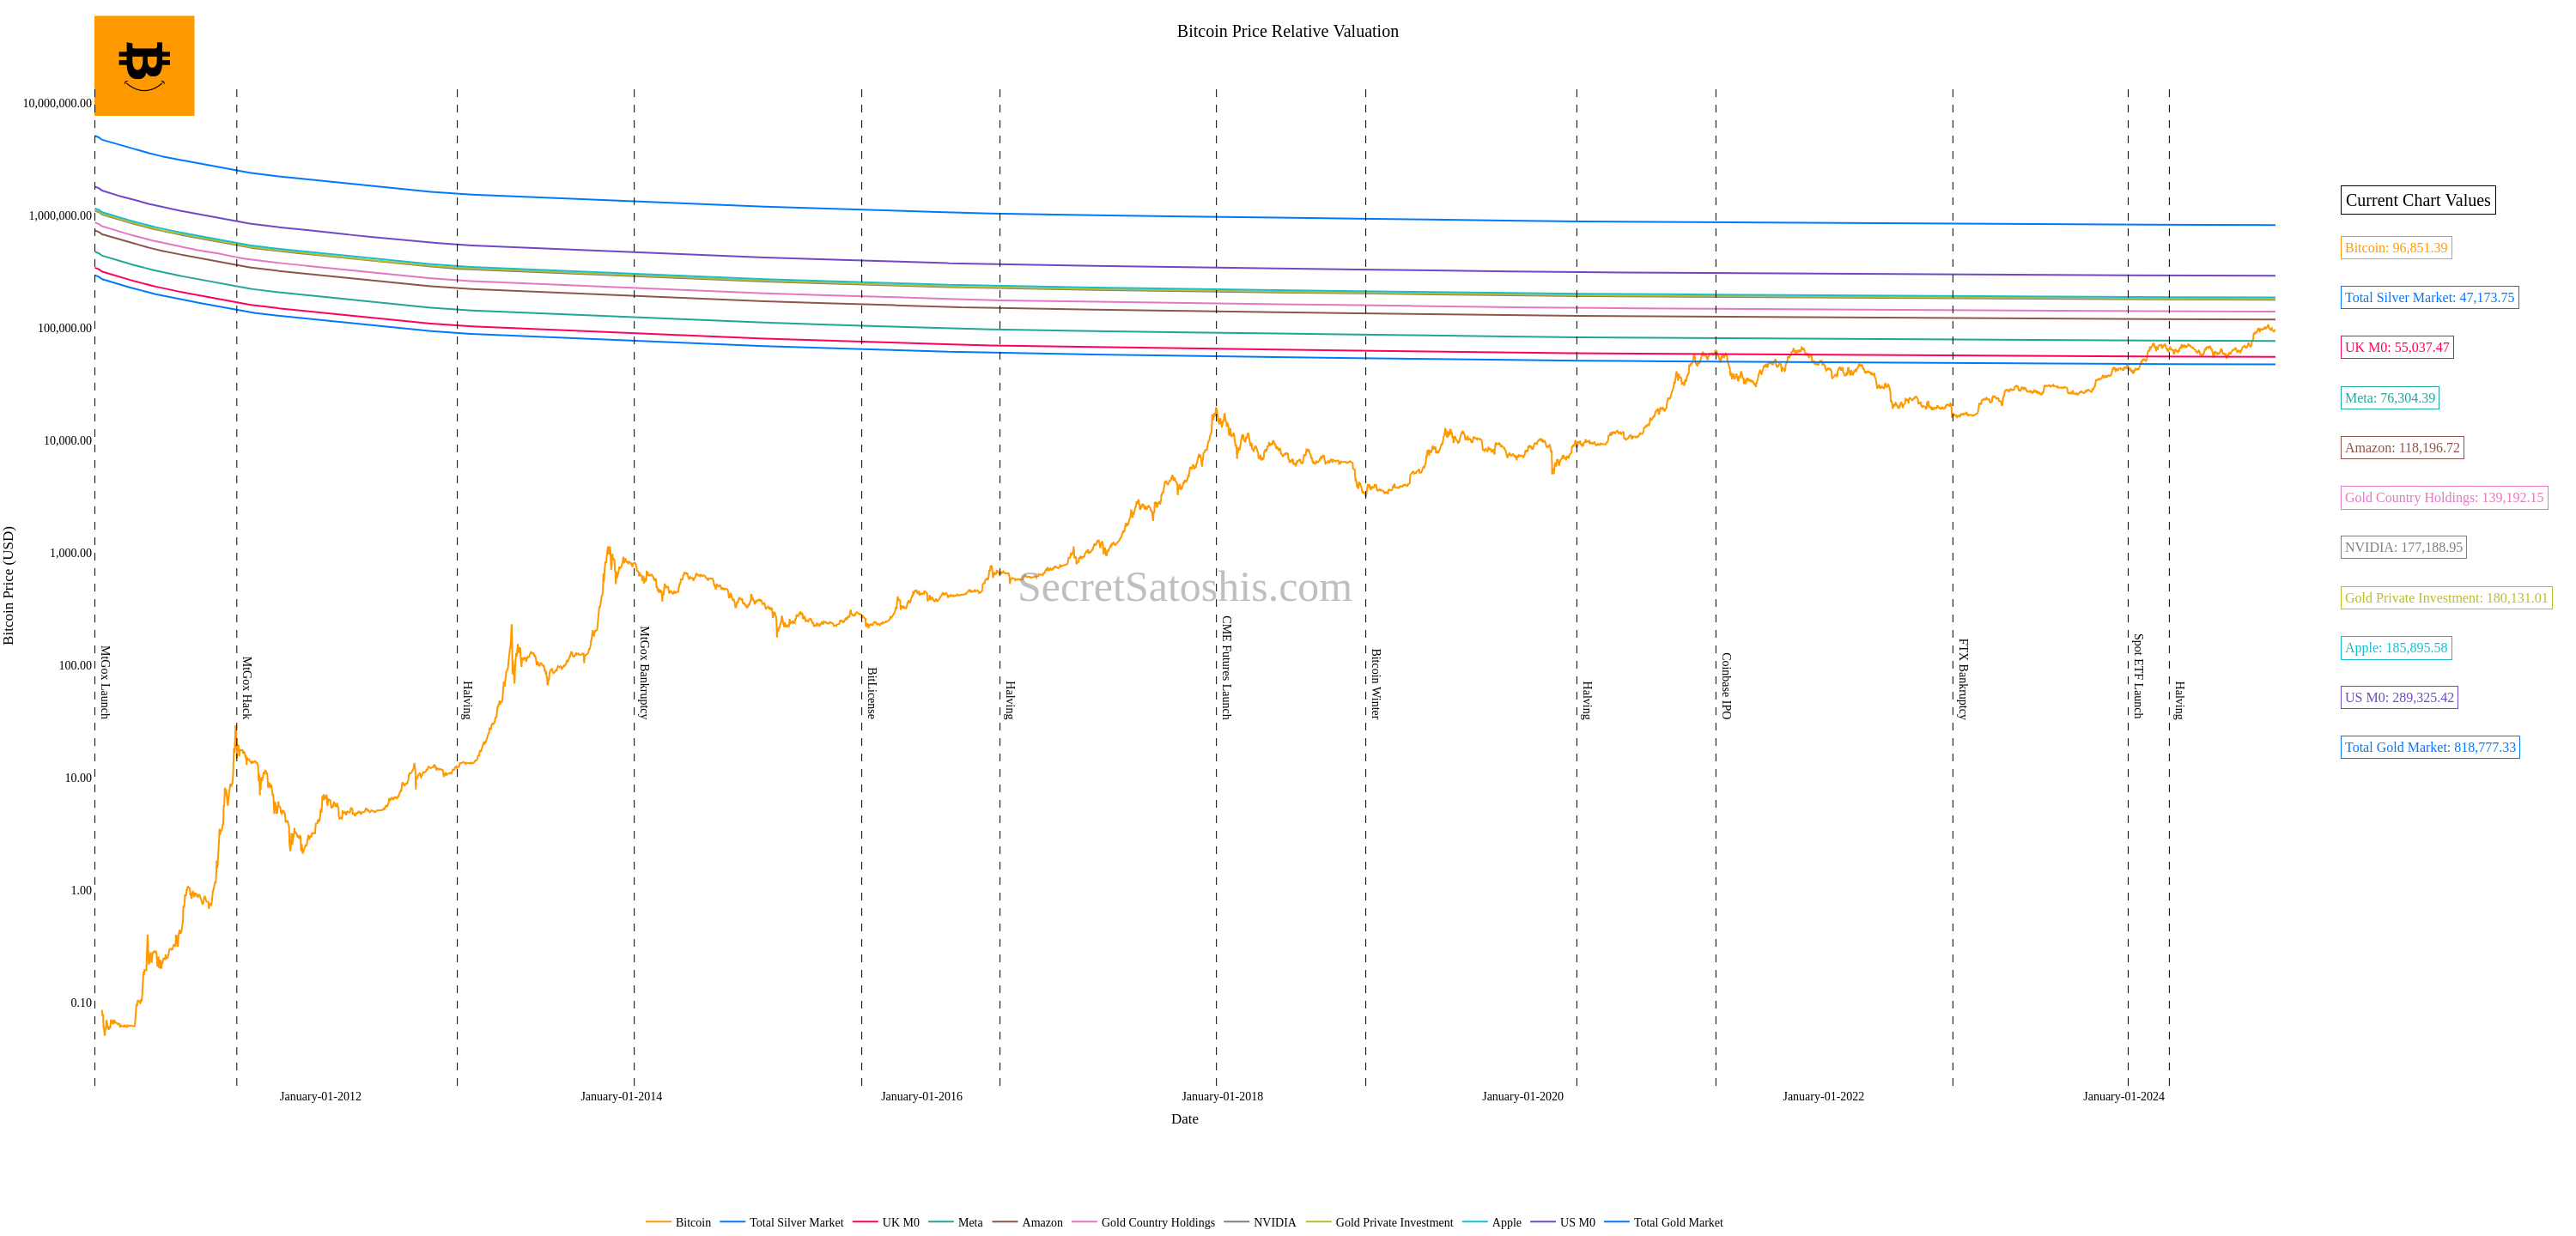 Bitcoin Price Relative Valuation
10,000,000.00
1,000,000.00
100,000.00
10,000.00
1,000.00
100.00
10.00
1.00
0.10
Bitcoin Price (USD)
MtGox Launch
MtGox Hack
Halving
MtGox Bankruptcy
BitLicense
Halving
CME Futures Launch
Bitcoin Winter
Halving
Coinbase IPO
FTX Bankruptcy
Spot ETF Launch
Halving
SecretSatoshis.com
January-01-2012
January-01-2014
January-01-2016
January-01-2018
January-01-2020
January-01-2022
January-01-2024
Date
Current Chart Values
Bitcoin: 96,851.39
Total Silver Market: 47,173.75
UK M0: 55,037.47
Meta: 76,304.39
Amazon: 118,196.72
Gold Country Holdings: 139,192.15
NVIDIA: 177,188.95
Gold Private Investment: 180,131.01
Apple: 185,895.58
US M0: 289,325.42
Total Gold Market: 818,777.33
Bitcoin
Total Silver Market
UK M0
Meta
Amazon
Gold Country Holdings
NVIDIA
Gold Private Investment
Apple
US M0
Total Gold Market